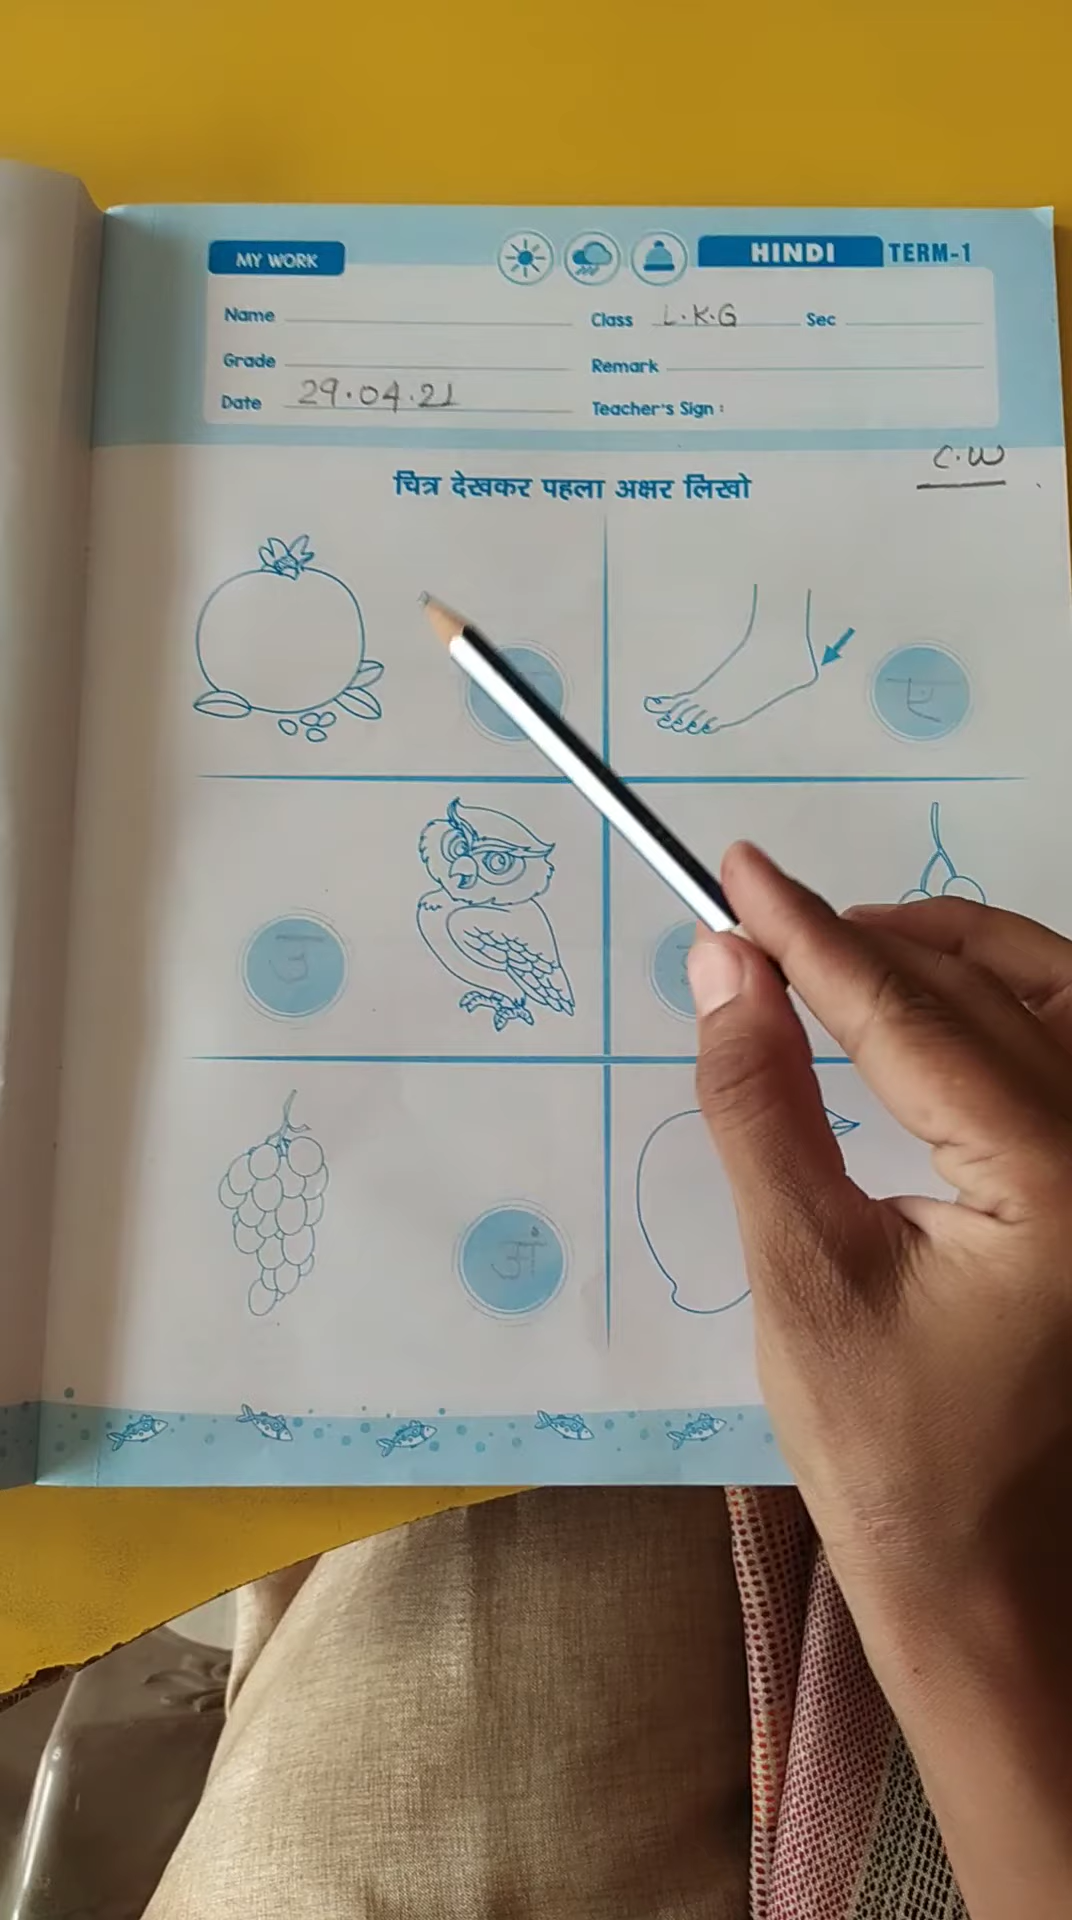 MY WORK
HINDI TERM-1
Name
Class L.K.G Sec
Grade
Remark
Date 29.04.21
Teacher's Sign :
C.W
चित्र देखकर पहला अक्षर लिखो
ए
उ
अं